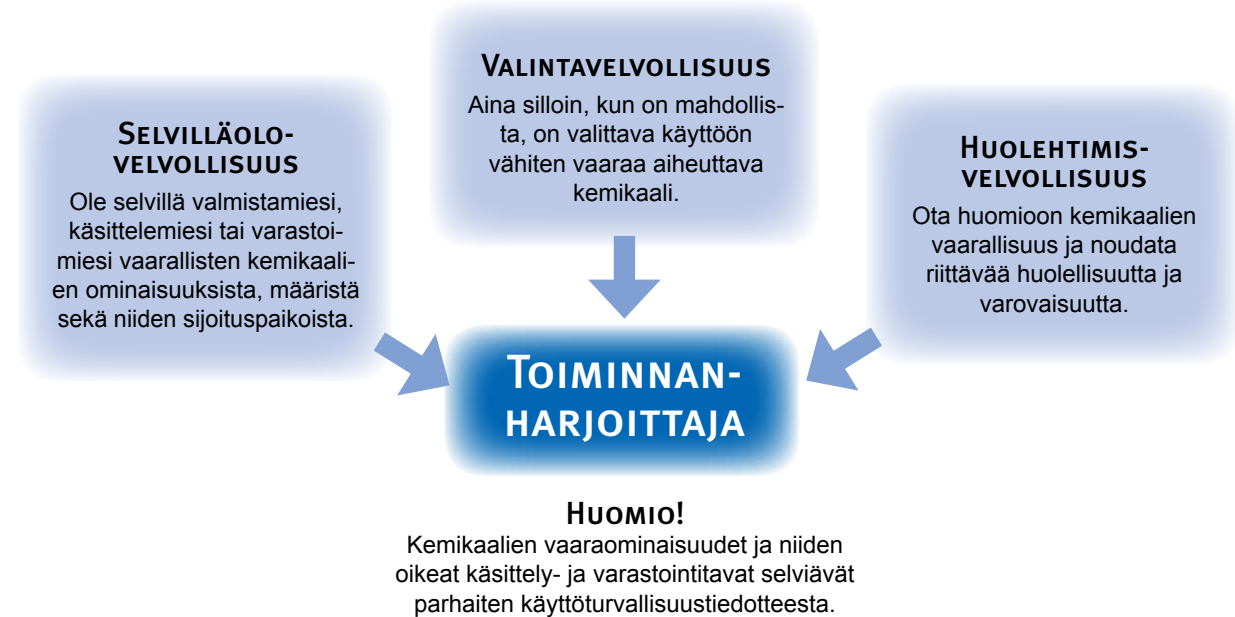 Selvilläolo-
velvollisuus
Ole selvillä valmistamiesi,
käsittelemiesi tai varastoi-
miesi vaarallisten kemikaali-
en ominaisuuksista, määristä
sekä niiden sijoituspaikoista.
Valintavelvollisuus
Aina silloin, kun on mahdollis-
ta, on valittava käyttöön
vähiten vaaraa aiheuttava
kemikaali.
Huolehtimis-
velvollisuus
Ota huomioon kemikaalien
vaarallisuus ja noudata
riittävää huolellisuutta ja
varovaisuutta.
Toiminnan-
harjoittaja
Huomio!
Kemikaalien vaaraominaisuudet ja niiden
oikeat käsittely- ja varastointitavat selviävät
parhaiten käyttöturvallisuustiedotteesta.